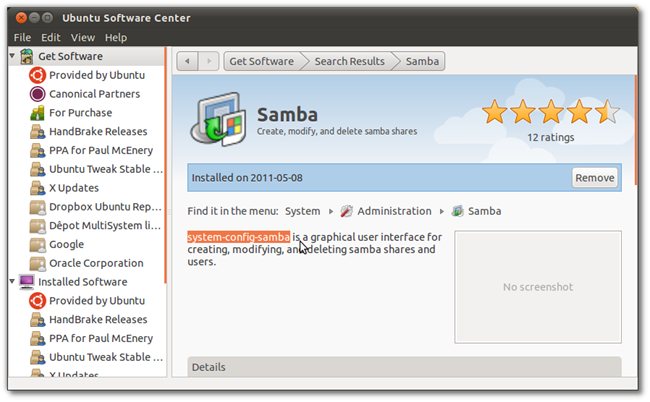 Ubuntu Software Center
File Edit View Help
Get Software
Provided by Ubuntu
Canonical Partners
For Purchase
HandBrake Releases
PPA for Paul McEnery
Ubuntu Tweak Stable ...
X Updates
Dropbox Ubuntu Rep...
Dêpot MultiSystem li...
Google
Oracle Corporation
Installed Software
Provided by Ubuntu
HandBrake Releases
PPA for Paul McEnery
Ubuntu Tweak Stable ...
X Updates
Get Software Search Results Samba
Samba
Create, modify, and delete samba shares
12 ratings
Installed on 2011-05-08 Remove
Find it in the menu: System Administration Samba
system-config-samba is a graphical user interface for
creating, modifying, and deleting samba shares and
users.
No screenshot
Details